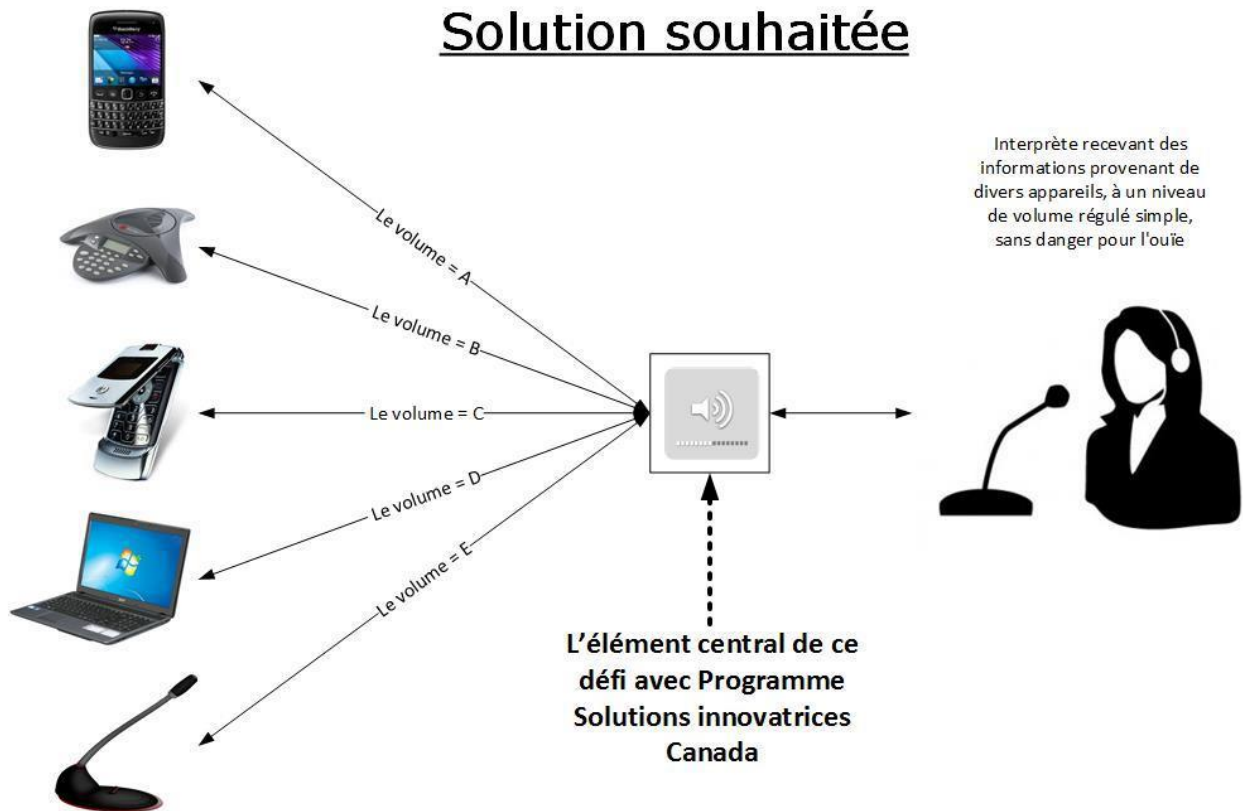 Solution souhaitée
Interprète recevant des
informations provenant de
divers appareils, à un niveau
de volume régulé simple,
sans danger pour l'ouïe
Le volume = A
Le volume = B
Le volume = C
Le volume = D
Le volume = E
L'élément central de ce
défi avec Programme
Solutions innovatrices
Canada